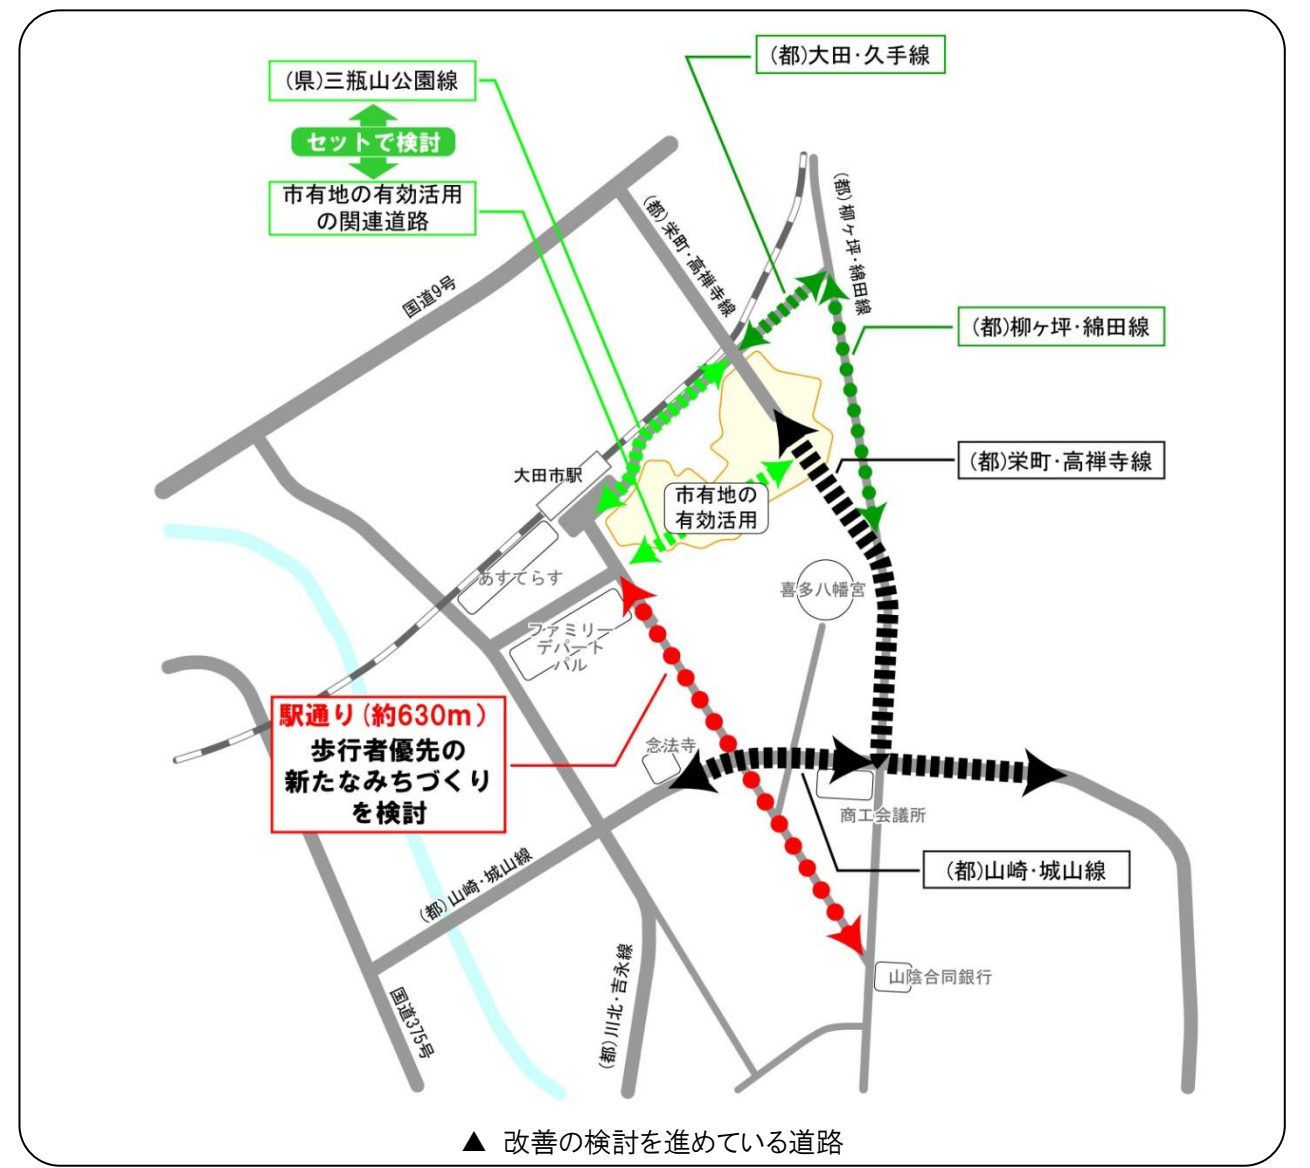 (都)大田・久手線
(県)三瓶山公園線
セットで検討
市有地の有効活用
の関連道路
(都)栄町・高禅寺線
(都)柳ヶ坪・綿田線
国道9号
(都)柳ヶ坪・綿田線
(都)栄町・高禅寺線
大田市駅
市有地の
有効活用
あすてらす
喜多八幡宮
ファミリー
デパート
パル
駅通り(約630m)
歩行者優先の
新たなみちづくり
を検討
念法寺
商工会議所
(都)山崎・城山線
(都)山崎・城山線
山陰合同銀行
(都)川北・吉永線
国道375号
▲ 改善の検討を進めている道路